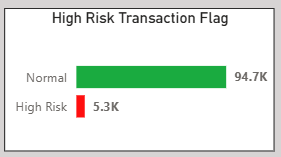 High Risk Transaction Flag
Normal 94.7K
High Risk 5.3K